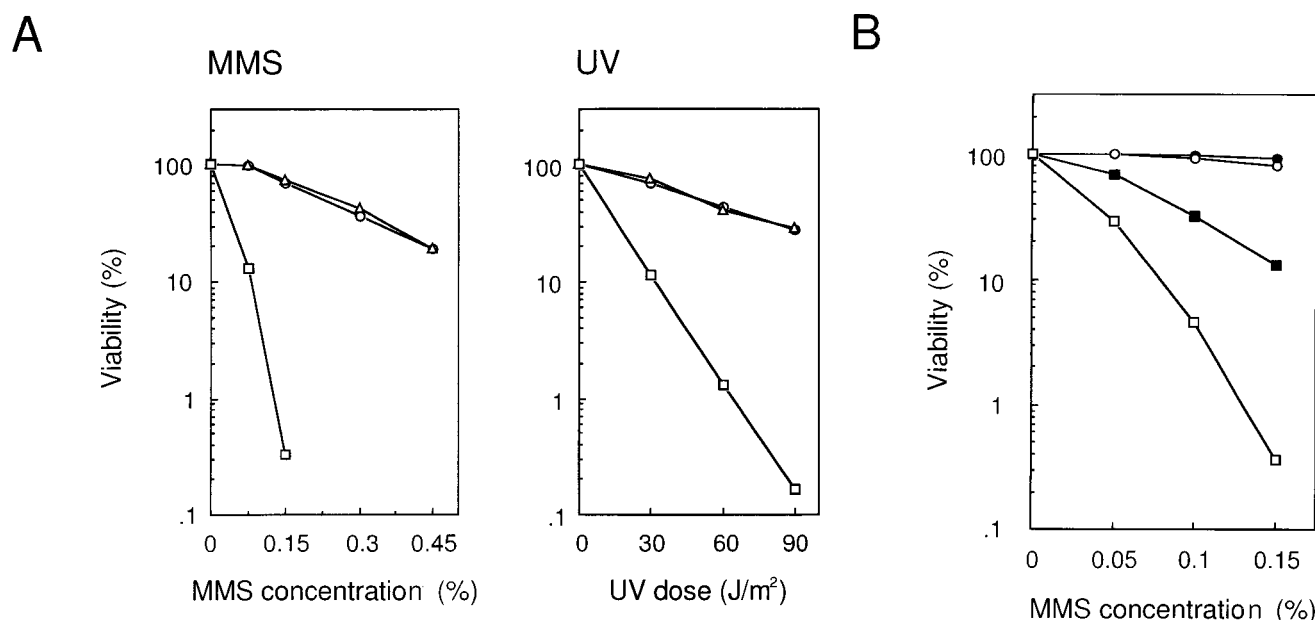 A
B
MMS
UV
100
10
1
.1
Viability (%)
0 0.15 0.3 0.45
MMS concentration (%)
0 30 60 90
UV dose (J/m²)
100
10
1
.1
Viability (%)
0 0.05 0.1 0.15
MMS concentration (%)
100
10
1
.1